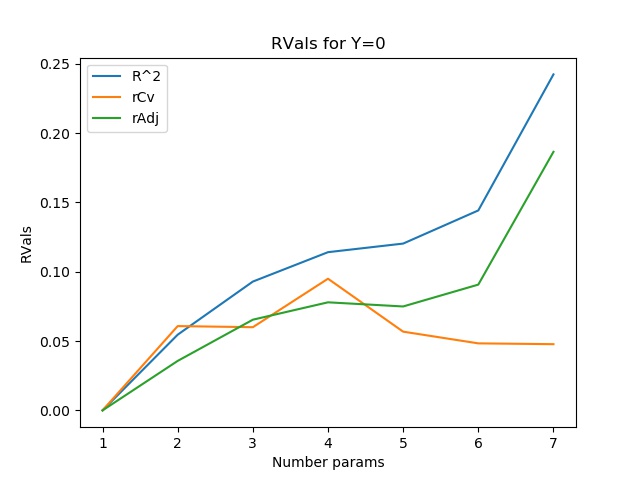 RVals for Y=0
R^2
rCv
rAdj
0.25
0.20
0.15
0.10
0.05
0.00
RVals
1 2 3 4 5 6 7
Number params